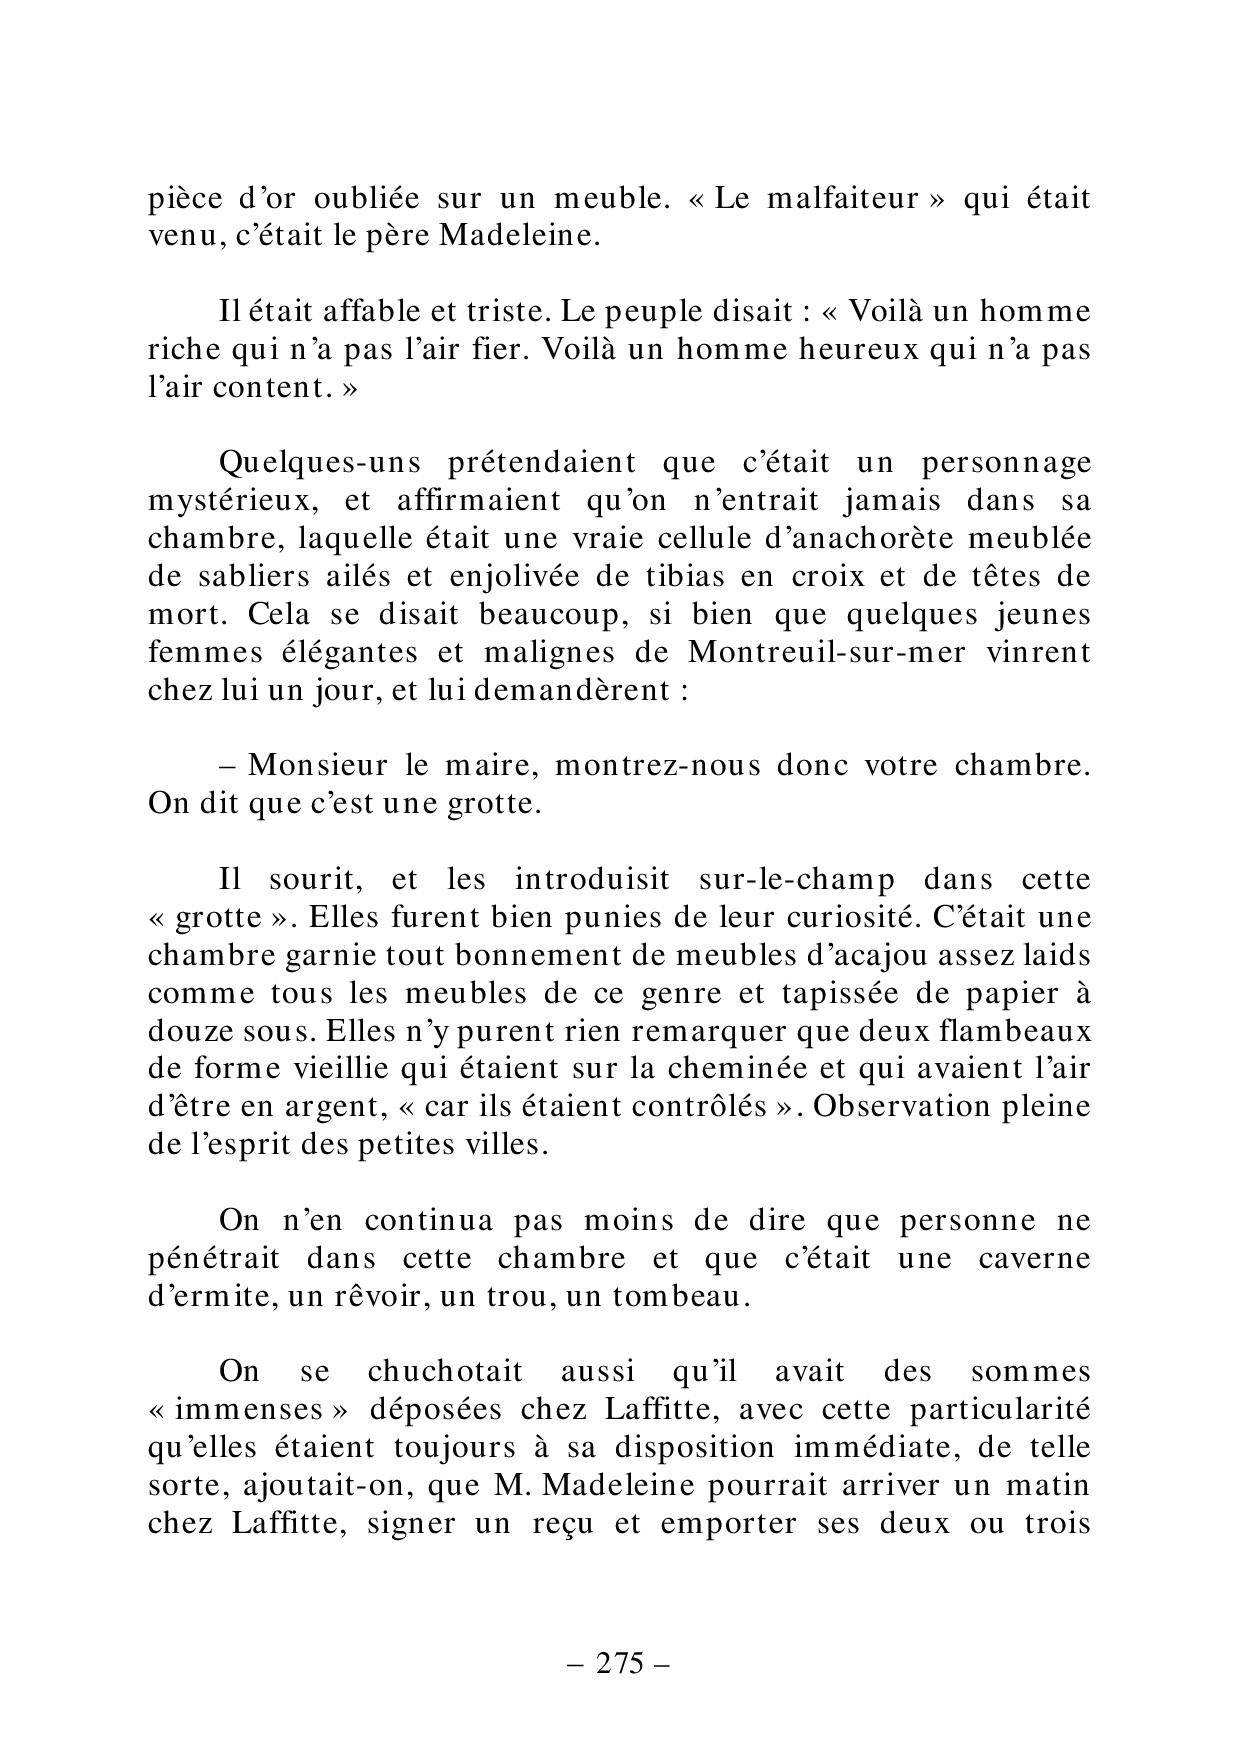 pièce d’or oubliée sur un meuble. « Le malfaiteur » qui était
venu, c’était le père Madeleine.
Il était affable et triste. Le peuple disait : « Voilà un homme
riche qui n’a pas l’air fier. Voilà un homme heureux qui n’a pas
l’air content. »
Quelques-uns prétendaient que c’était un personnage
mystérieux, et affirmaient qu’on n’entrait jamais dans sa
chambre, laquelle était une vraie cellule d’anachorète meublée
de sabliers ailés et enjolivée de tibias en croix et de têtes de
mort. Cela se disait beaucoup, si bien que quelques jeunes
femmes élégantes et malignes de Montreuil-sur-mer vinrent
chez lui un jour, et lui demandèrent :
– Monsieur le maire, montrez-nous donc votre chambre.
On dit que c’est une grotte.
Il sourit, et les introduisit sur-le-champ dans cette
« grotte ». Elles furent bien punies de leur curiosité. C’était une
chambre garnie tout bonnement de meubles d’acajou assez laids
comme tous les meubles de ce genre et tapissée de papier à
douze sous. Elles n’y purent rien remarquer que deux flambeaux
de forme vieillie qui étaient sur la cheminée et qui avaient l’air
d’être en argent, « car ils étaient contrôlés ». Observation pleine
de l’esprit des petites villes.
On n’en continua pas moins de dire que personne ne
pénétrait dans cette chambre et que c’était une caverne
d’ermite, un rêvoir, un trou, un tombeau.
On se chuchotait aussi qu’il avait des sommes
« immenses » déposées chez Laffitte, avec cette particularité
qu’elles étaient toujours à sa disposition immédiate, de telle
sorte, ajoutait-on, que M. Madeleine pourrait arriver un matin
chez Laffitte, signer un reçu et emporter ses deux ou trois
– 275 –